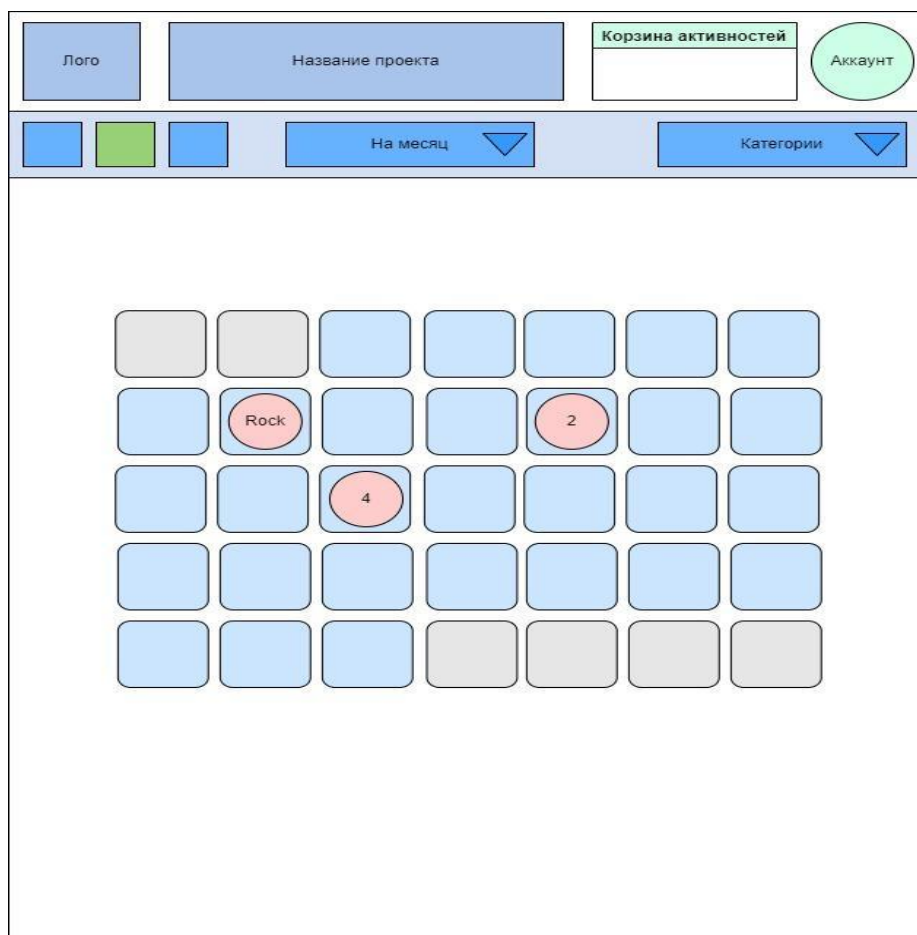 Лого
Название проекта
Корзина активностей
Аккаунт
На месяц
Категории
Rock
2
4